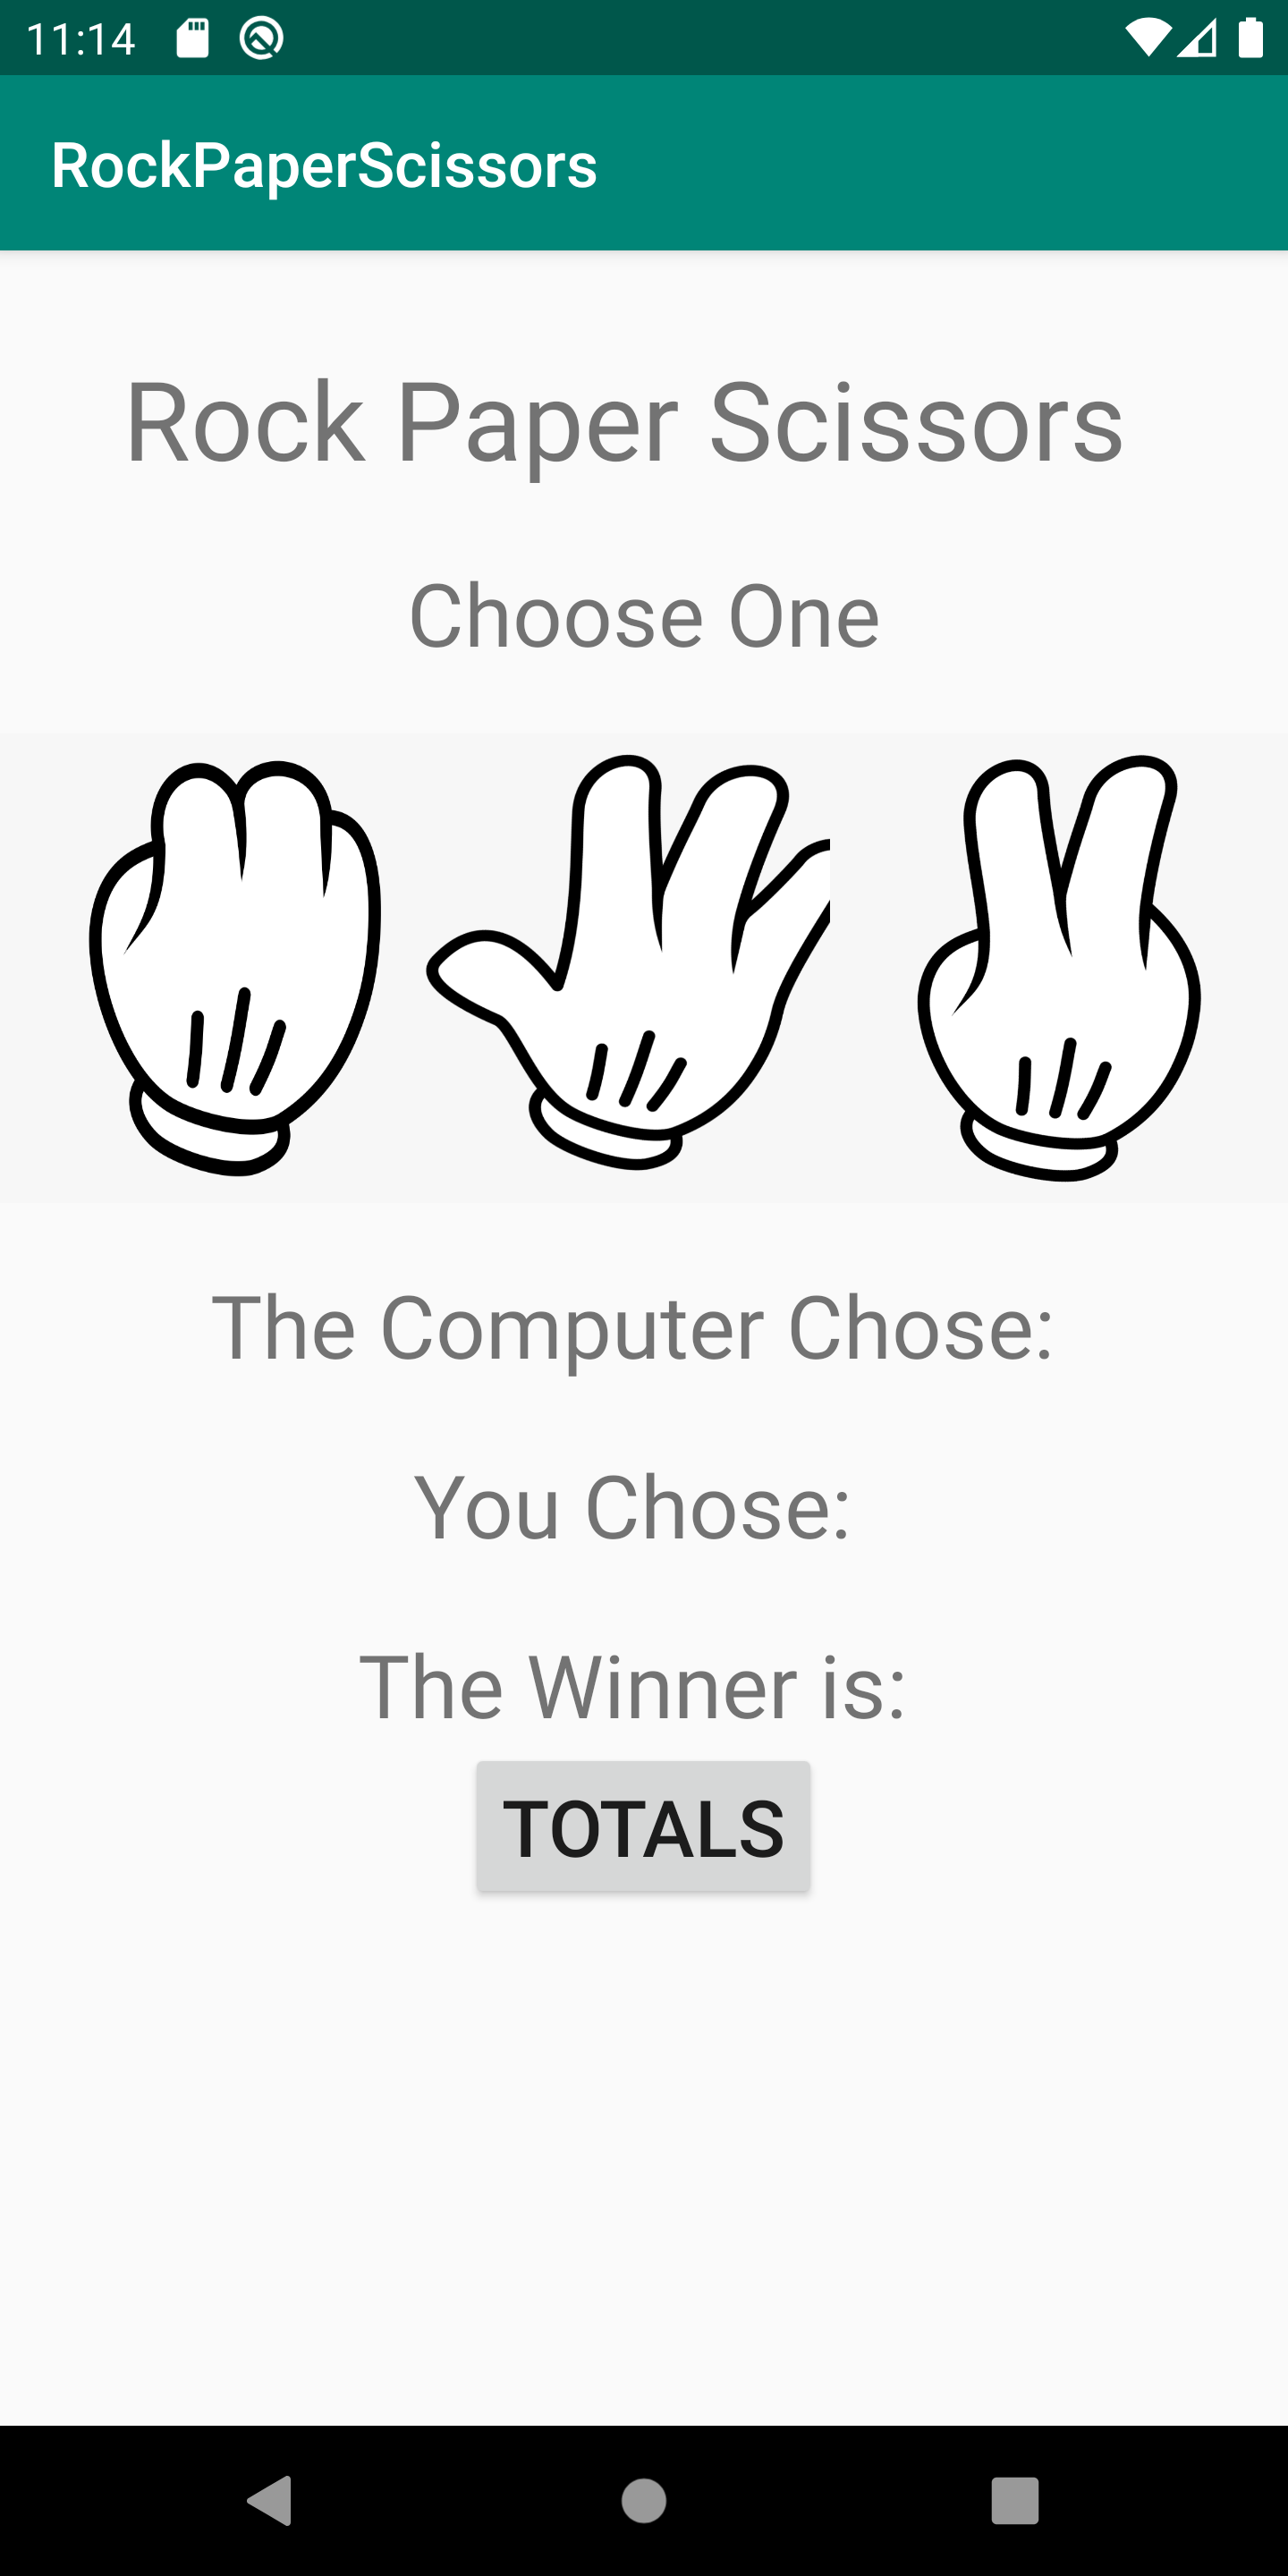 11:14
RockPaperScissors
Rock Paper Scissors
Choose One
The Computer Chose:
You Chose:
The Winner is:
TOTALS